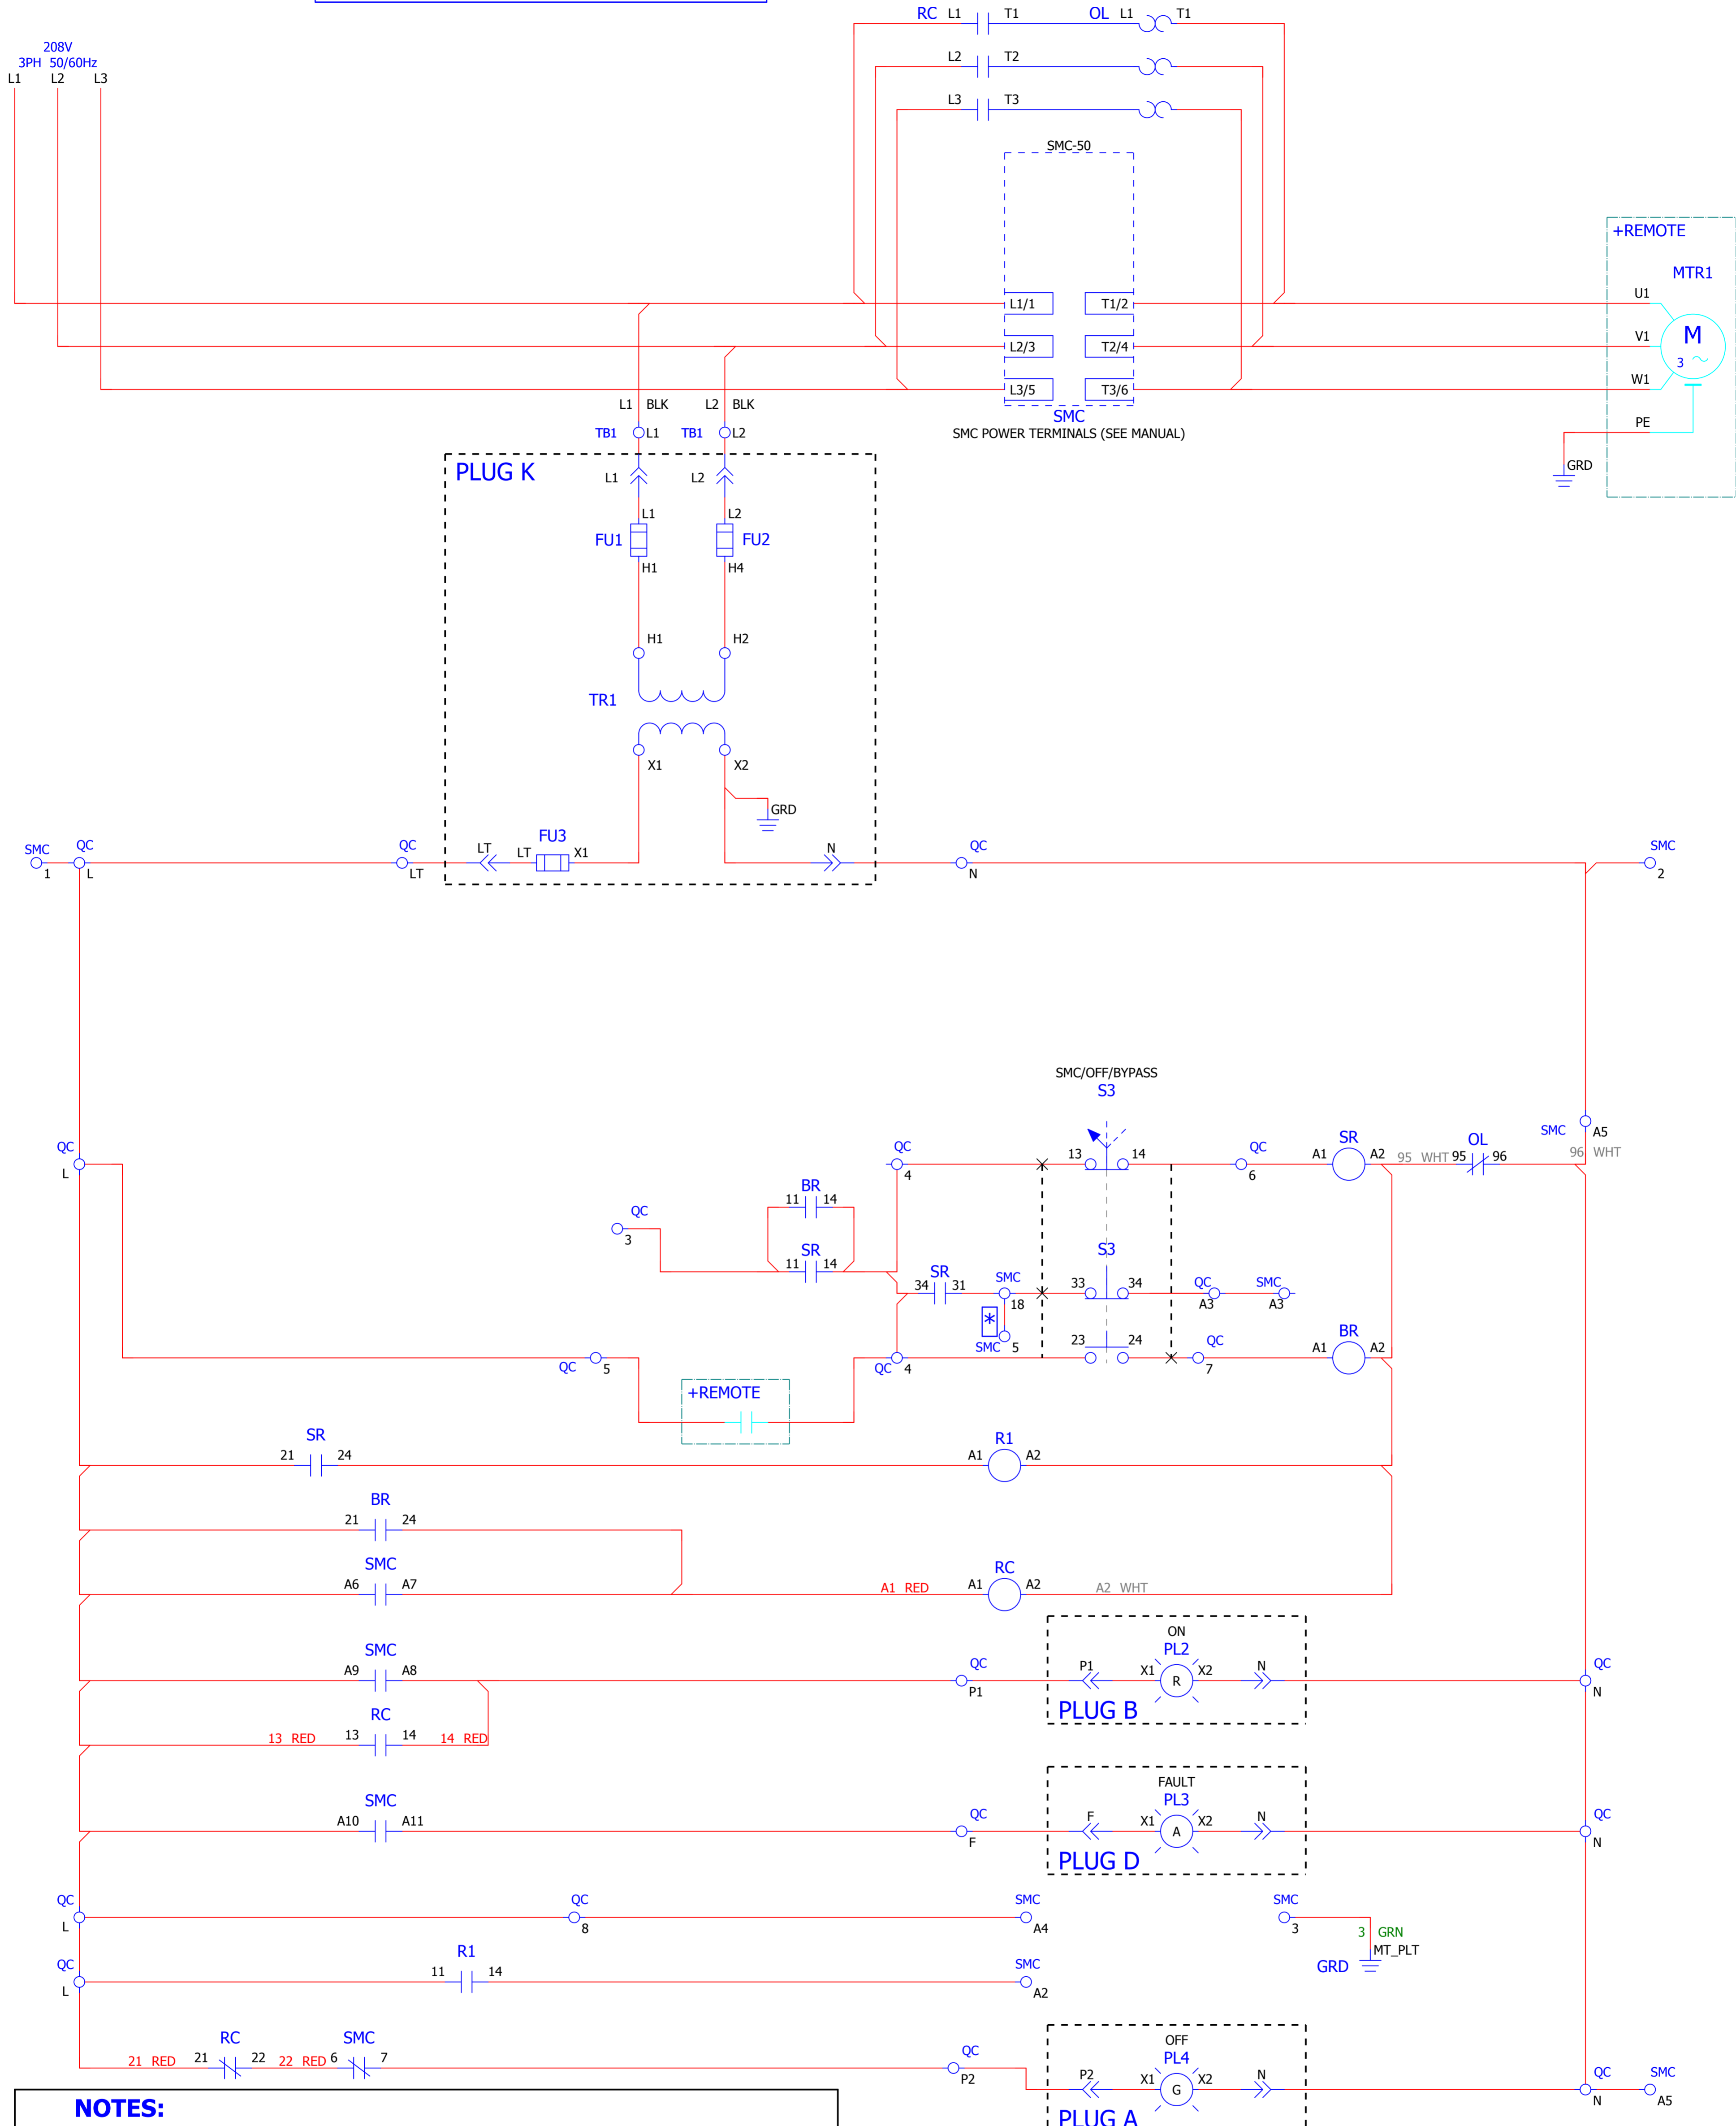 RC L1 T1 OL L1 T1
208V
3PH 50/60Hz
L1 L2 L3
L2 T2
L3 T3
SMC-50
+REMOTE
MTR1
L1/1 T1/2 U1
L2/3 T2/4 V1
M
3
L3/5 T3/6 W1
L1 BLK L2 BLK
SMC
PE
TB1 L1 TB1 L2
SMC POWER TERMINALS (SEE MANUAL)
PLUG K
L1 L2
GRD
L1 L2
FU1 FU2
H1 H4
H1 H2
TR1
X1 X2
GRD
FU3
SMC QC QC LT LT X1 N QC SMC
1 L LT N 2
SMC/OFF/BYPASS
S3
SMC A5
QC QC 13 14 QC SR OL
A1 A2 95 WHT 95 96 96 WHT
L 4 6
BR
11 14
QC
3
SR S3
11 14
SR
34 31 SMC 33 34 QC SMC
18 A3 A3
*
SMC 5 23 24 QC BR
A1 A2
QC 5 QC 4 7
+REMOTE
SR R1
21 24 A1 A2
BR
21 24
SMC RC
A6 A7 A1 RED A1 A2 A2 WHT
ON
SMC QC PL2 QC
A9 A8 P1 X1 X2 N
R
P1 N
PLUG B
RC
13 RED 13 14 14 RED
FAULT
SMC QC PL3 QC
A10 A11 F X1 X2 N
A
F N
PLUG D
QC QC SMC SMC
L 8 A4 3
3 GRN
MT_PLT
GRD
QC R1 SMC
11 14
L A2
OFF
RC SMC QC PL4 QC SMC
21 RED 21 22 22 RED 6 7
P2 P2 X1 X2 N
G
N A5
PLUG A
NOTES: